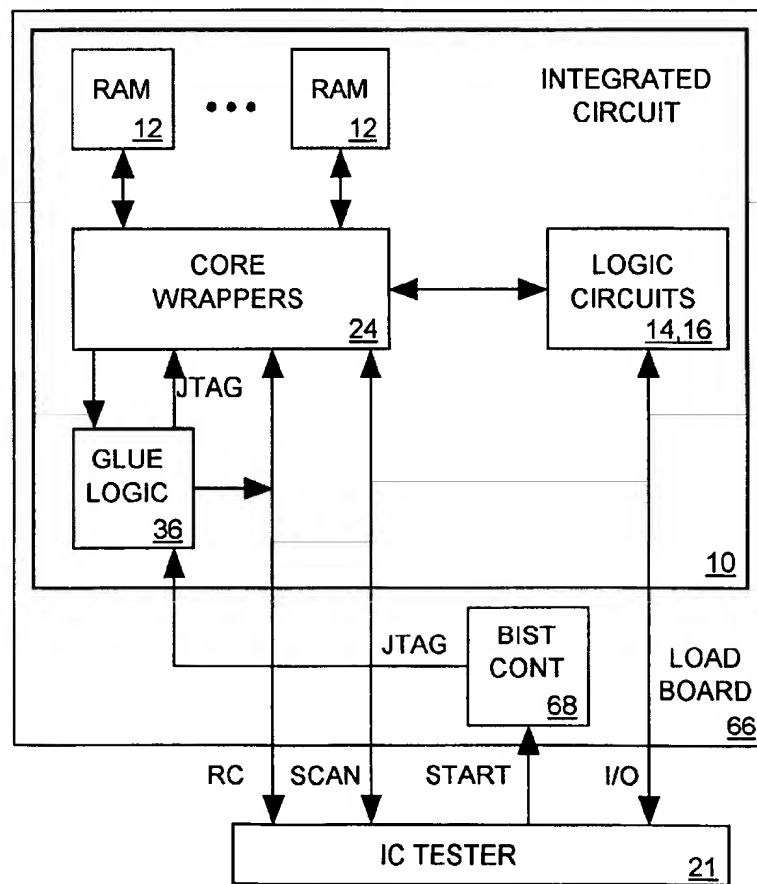 RAM
12
RAM
12
INTEGRATED
CIRCUIT
CORE
WRAPPERS
24
LOGIC
CIRCUITS
14,16
JTAG
GLUE
LOGIC
36
10
BIST
CONT
68
JTAG
LOAD
BOARD
66
RC
SCAN
START
I/O
IC TESTER
21